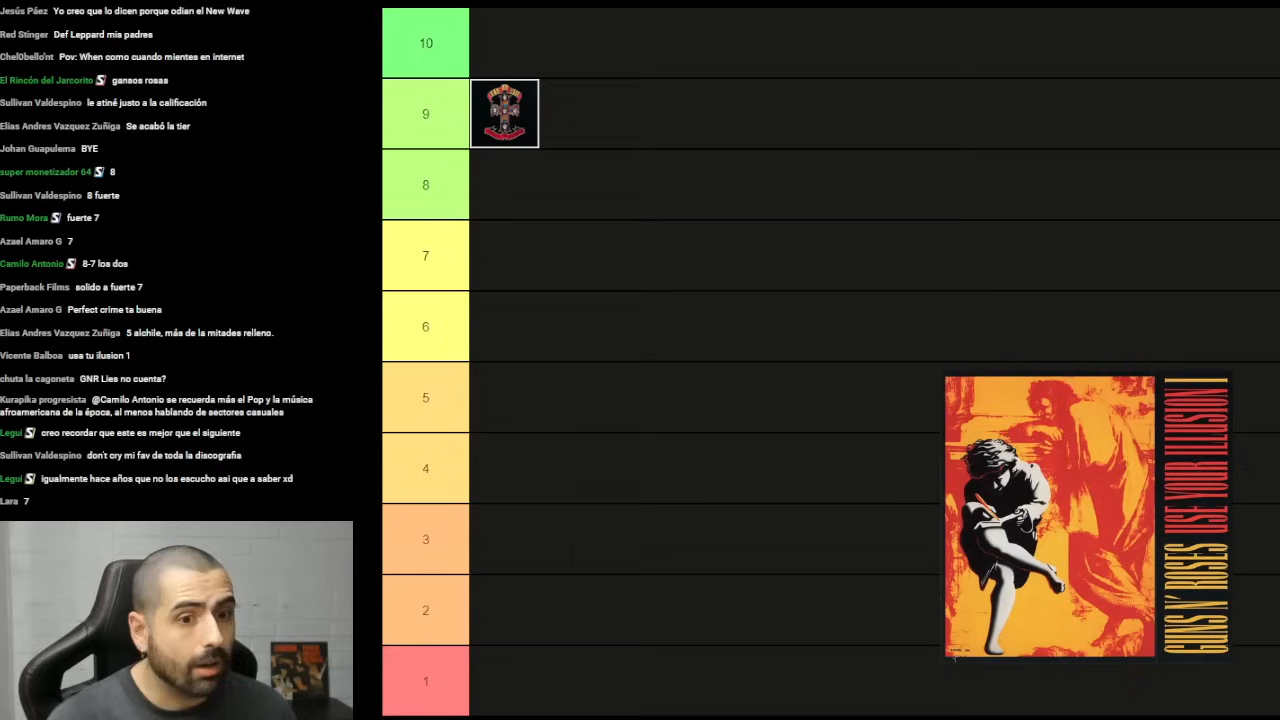 Jesús Páez Yo creo que lo dicen porque odian el New Wave
Red Stinger Def Leppard mis padres
Chel0bello'nt Pov: When como cuando mientes en internet
El Rincón del Jarcorito gansos rosas
Sullivan Valdespino le atiné justo a la calificación
Elias Andres Vazquez Zuñiga Se acabó la tier
Johan Guapulema BYE
super monetizador 64 8
Sullivan Valdespino 8 fuerte
Rumo Mora fuerte 7
Azael Amaro G 7
Camilo Antonio 8-7 los dos
Paperback Films solido a fuerte 7
Azael Amaro G Perfect crime ta buena
Elias Andres Vazquez Zuñiga 5 alchile, más de la mitades relleno.
Vicente Balboa usa tu ilusion 1
chuta la cagoneta GNR Lies no cuenta?
Kurapika progresista @Camilo Antonio se recuerda más el Pop y la música
afroamericana de la época, al menos hablando de sectores casuales
Legui creo recordar que este es mejor que el siguiente
Sullivan Valdespino don't cry mi fav de toda la discografia
Legui igualmente hace años que no los escucho asi que a saber xd
Lara 7
10
9
8
7
6
5
4
3
2
1
GUNS N' ROSES USE YOUR ILLUSION I